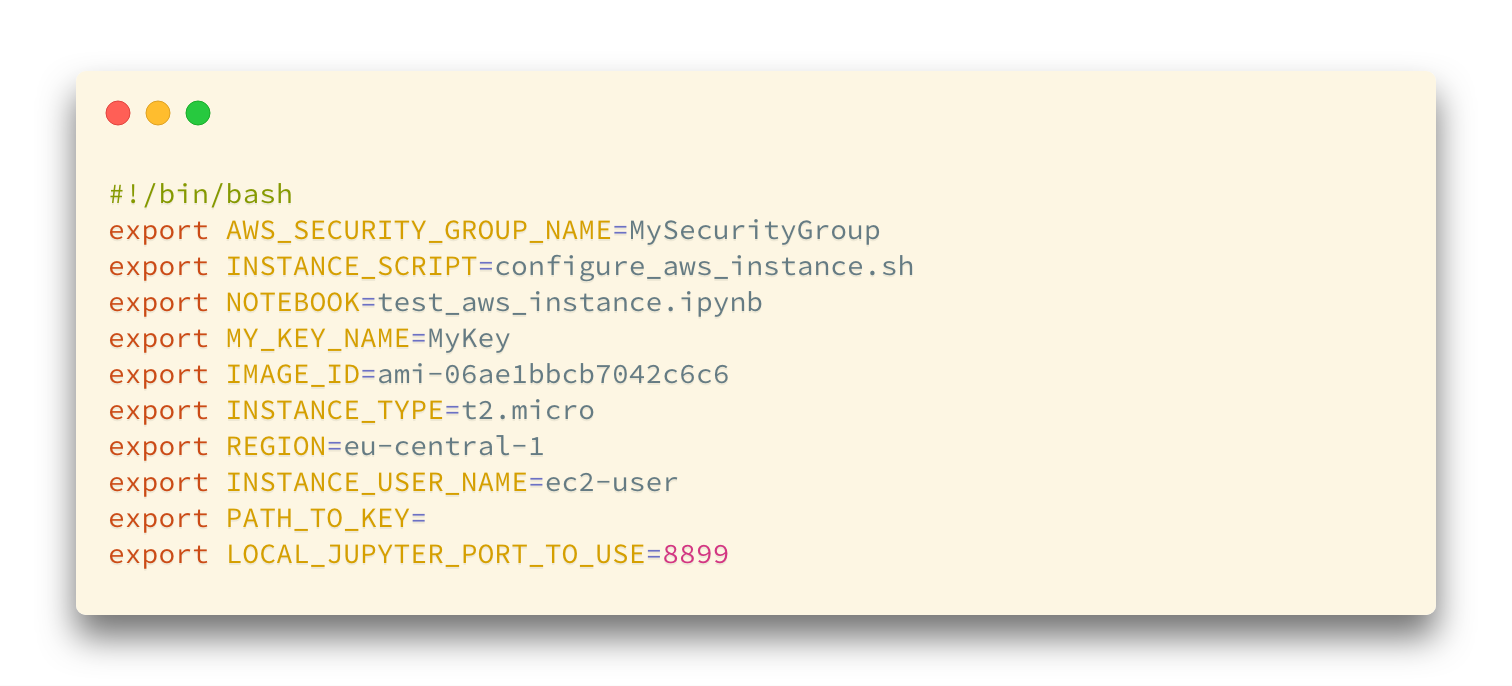 #!/bin/bash
export AWS_SECURITY_GROUP_NAME=MySecurityGroup
export INSTANCE_SCRIPT=configure_aws_instance.sh
export NOTEBOOK=test_aws_instance.ipynb
export MY_KEY_NAME=MyKey
export IMAGE_ID=ami-06ae1bbcb7042c6c6
export INSTANCE_TYPE=t2.micro
export REGION=eu-central-1
export INSTANCE_USER_NAME=ec2-user
export PATH_TO_KEY=
export LOCAL_JUPYTER_PORT_TO_USE=8899